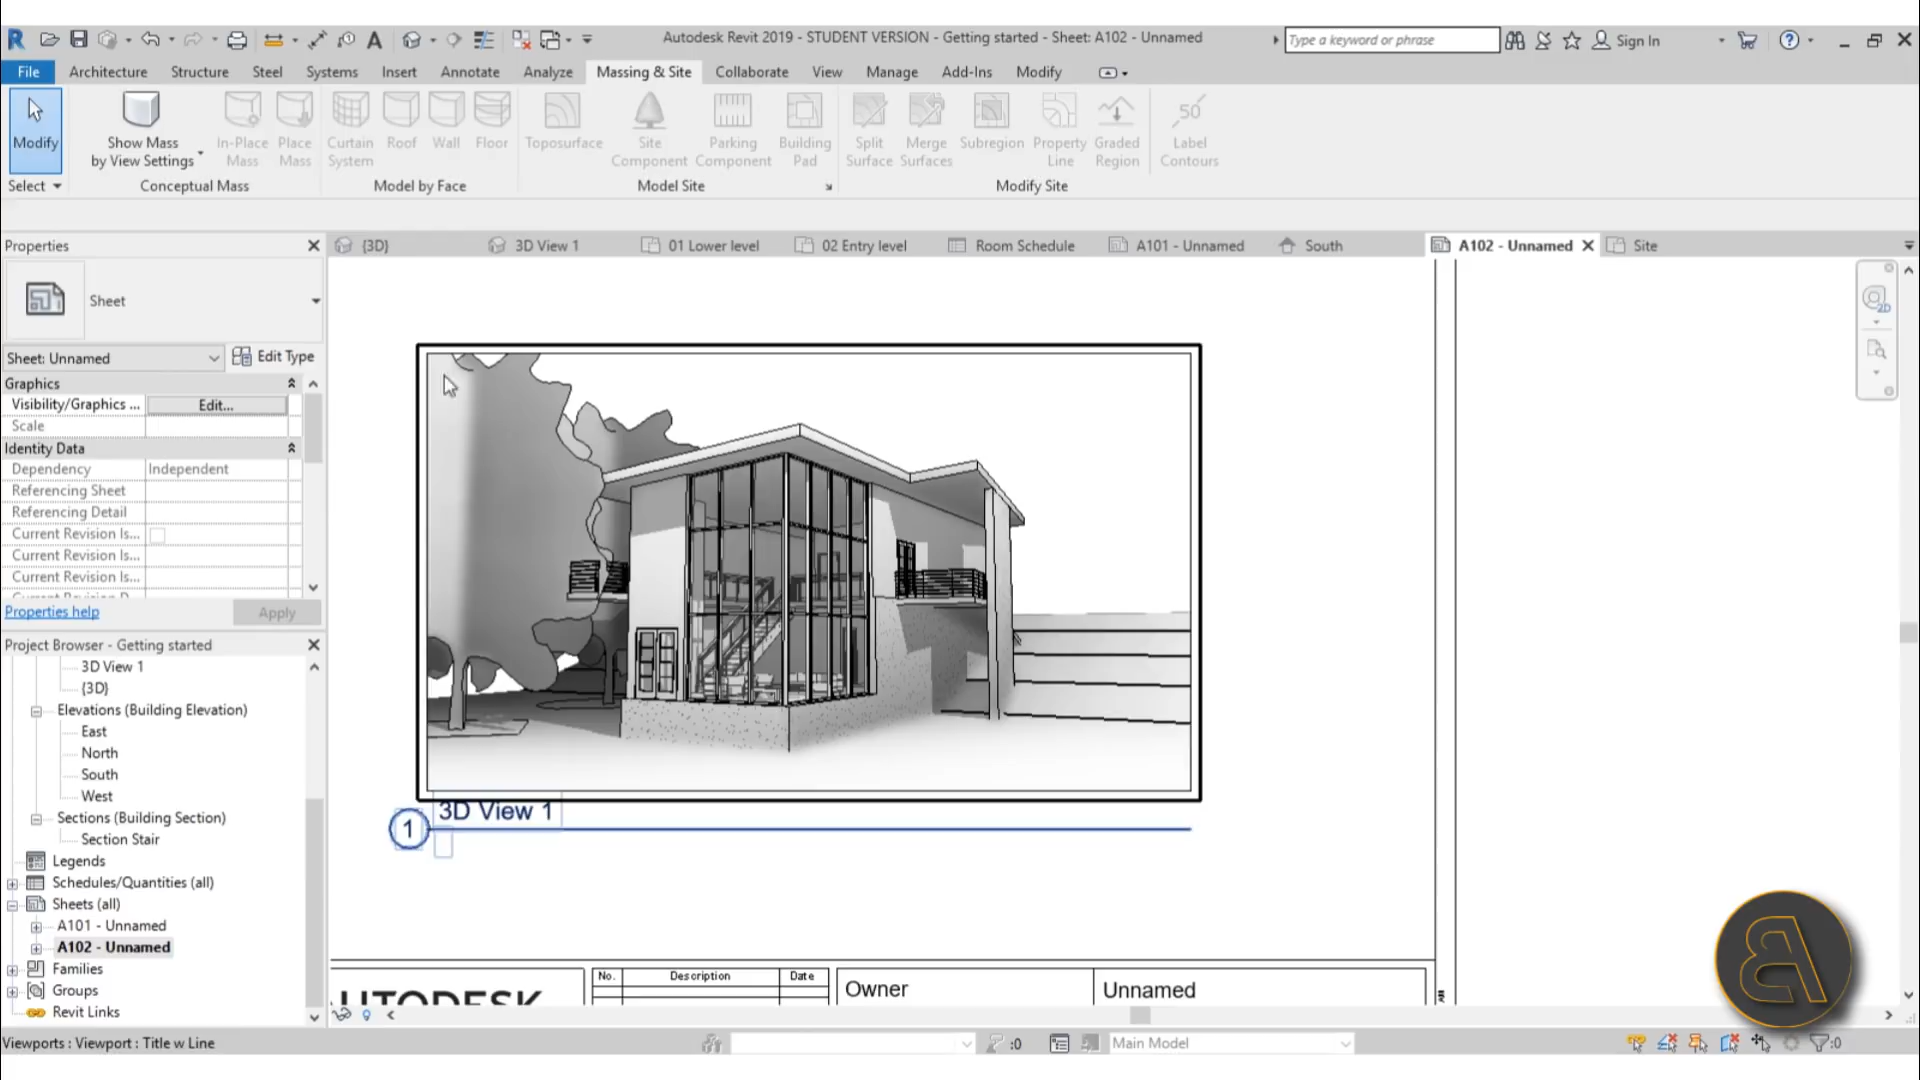 Autodesk Revit 2019 - STUDENT VERSION - Getting started - Sheet: A102 - Unnamed
Type a keyword or phrase
Sign In
File Architecture Structure Steel Systems Insert Annotate Analyze Massing & Site Collaborate View Manage Add-Ins Modify
Modify
Show Mass
by View Settings
In-Place
Mass
Place
Mass
Curtain
System
Roof
Wall
Floor
Toposurface
Site
Component
Parking
Component
Building
Pad
Split
Surface
Merge
Surfaces
Subregion
Property
Line
Graded
Region
50
Label
Contours
Select
Conceptual Mass
Model by Face
Model Site
Modify Site
Properties
{3D} 3D View 1 01 Lower level 02 Entry level Room Schedule A101 - Unnamed South A102 - Unnamed Site
2D
Sheet
Sheet: Unnamed
Edit Type
Graphics
Visibility/Graphics ... Edit...
Scale
Identity Data
Dependency Independent
Referencing Sheet
Referencing Detail
Current Revision Is...
Current Revision Is...
Current Revision Is...
Properties help
Apply
Project Browser - Getting started
3D View 1
{3D}
Elevations (Building Elevation)
East
North
South
West
Sections (Building Section)
Section Stair
Legends
Schedules/Quantities (all)
Sheets (all)
A101 - Unnamed
A102 - Unnamed
Families
Groups
Revit Links
3D View 1
1
AUTODESK
No. Description Date
Owner
Unnamed
Viewports : Viewport : Title w Line
:0
Main Model
:0